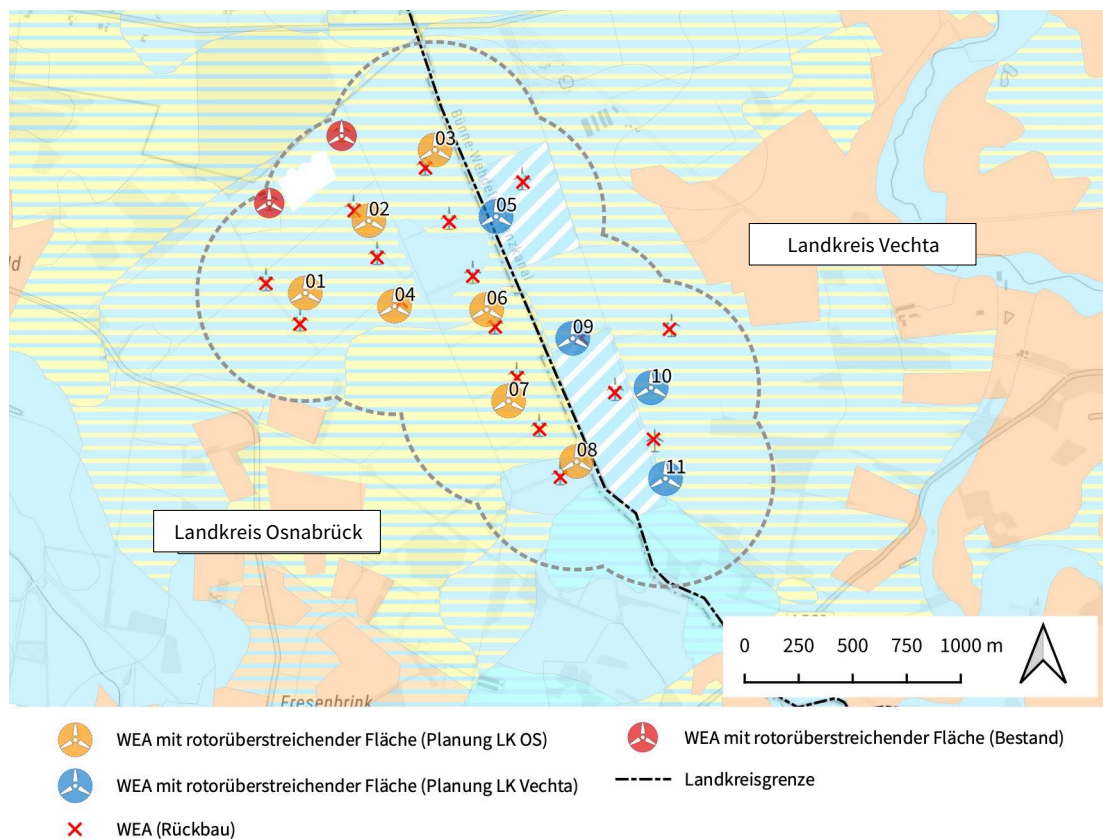 03
02
05
01
04
06
09
10
07
08
11
ld
Landkreis Vechta
Landkreis Osnabrück
Fresenbrink
0 250 500 750 1000 m
WEA mit rotorüberstreichender Fläche (Planung LK OS)
WEA mit rotorüberstreichender Fläche (Planung LK Vechta)
WEA (Rückbau)
WEA mit rotorüberstreichender Fläche (Bestand)
Landkreisgrenze